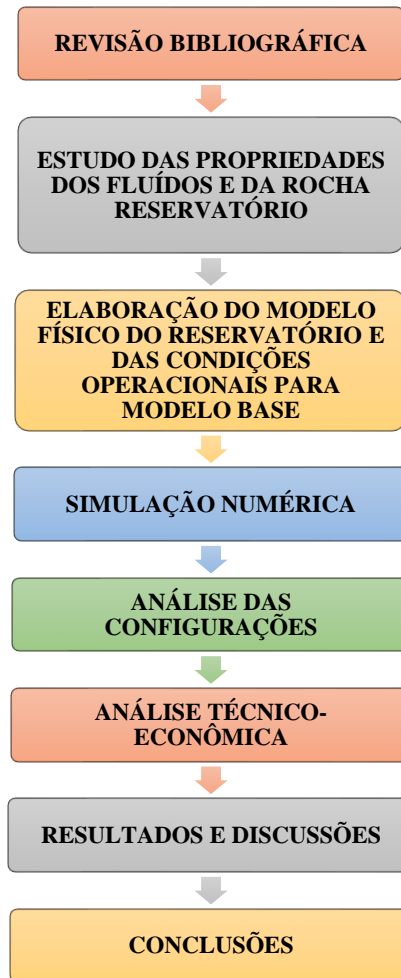 REVISÃO BIBLIOGRÁFICA
ESTUDO DAS PROPRIEDADES
DOS FLUÍDOS E DA ROCHA
RESERVATÓRIO
ELABORAÇÃO DO MODELO
FÍSICO DO RESERVATÓRIO E
DAS CONDIÇÕES
OPERACIONAIS PARA
MODELO BASE
SIMULAÇÃO NUMÉRICA
ANÁLISE DAS
CONFIGURAÇÕES
ANÁLISE TÉCNICO-
ECONÔMICA
RESULTADOS E DISCUSSÕES
CONCLUSÕES